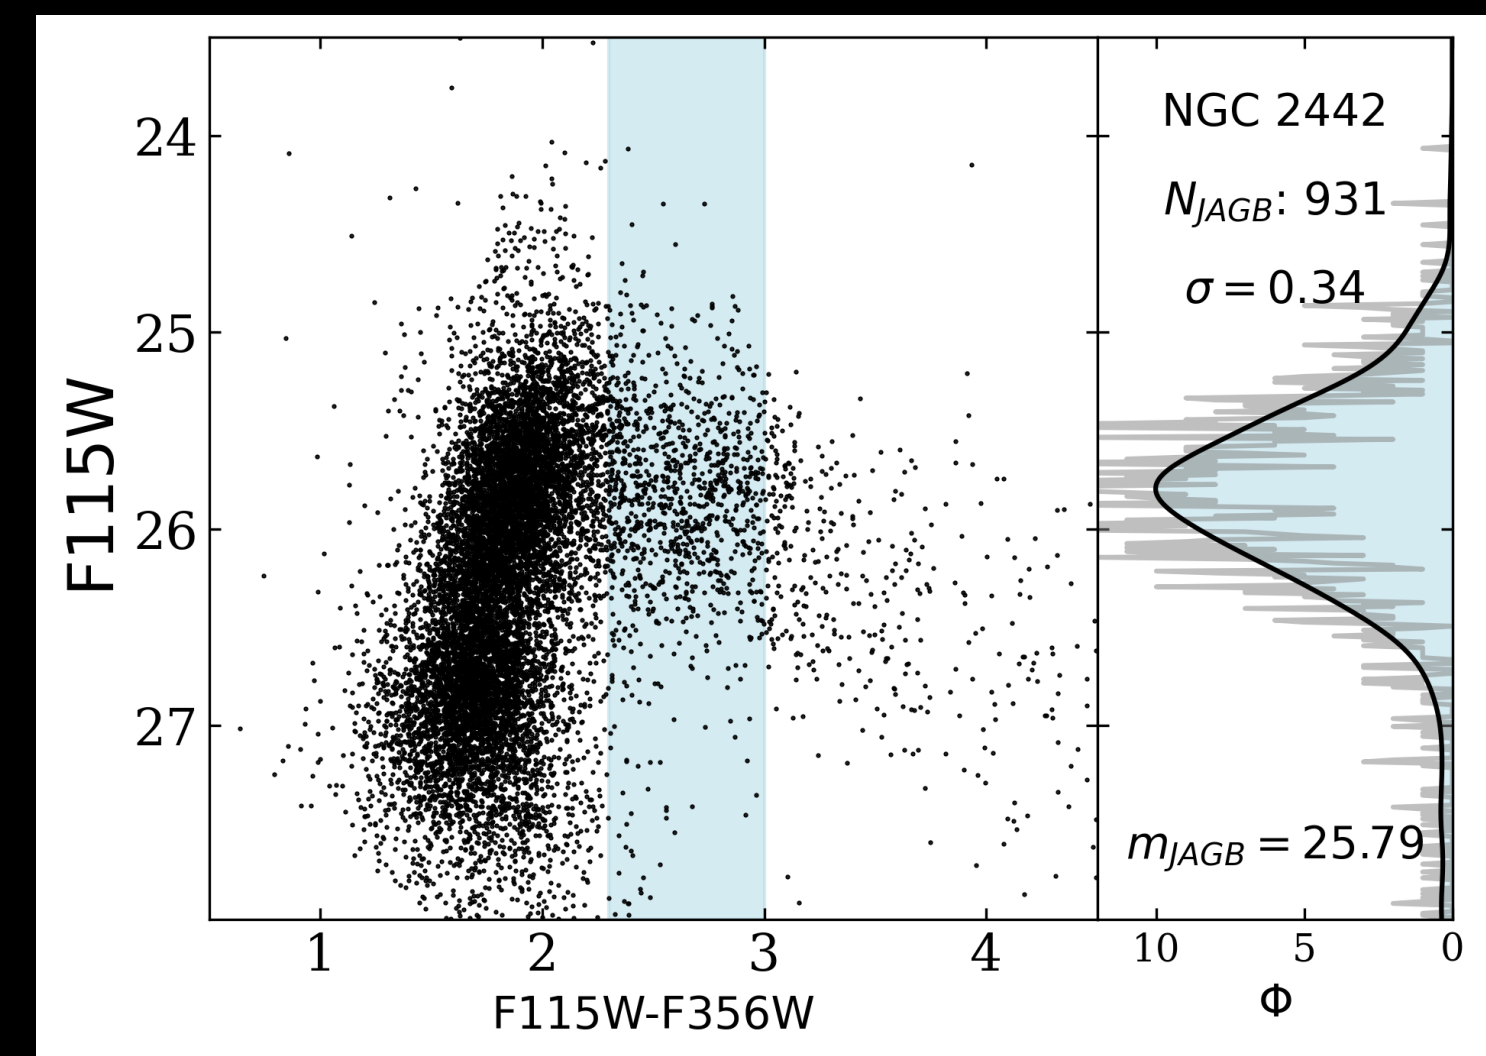 NGC 2442
N_JAGB: 931
σ = 0.34
m_JAGB = 25.79
F115W
24
25
26
27
1 2 3 4
10 5 0
F115W-F356W
Φ